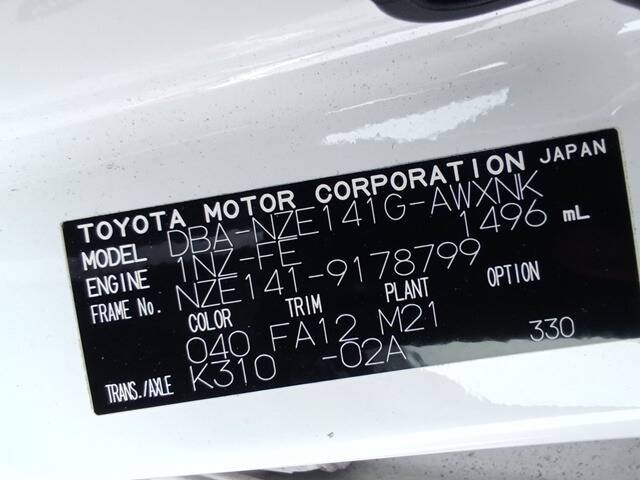 TOYOTA MOTOR CORPORATION JAPAN
MODEL DBA-NZE141G-AWXNK
ENGINE 1NZ-FE 1496 mL
FRAME No. NZE141-9178799
COLOR TRIM PLANT OPTION
040 FA12 M21
TRANS./AXLE K310 -02A 330